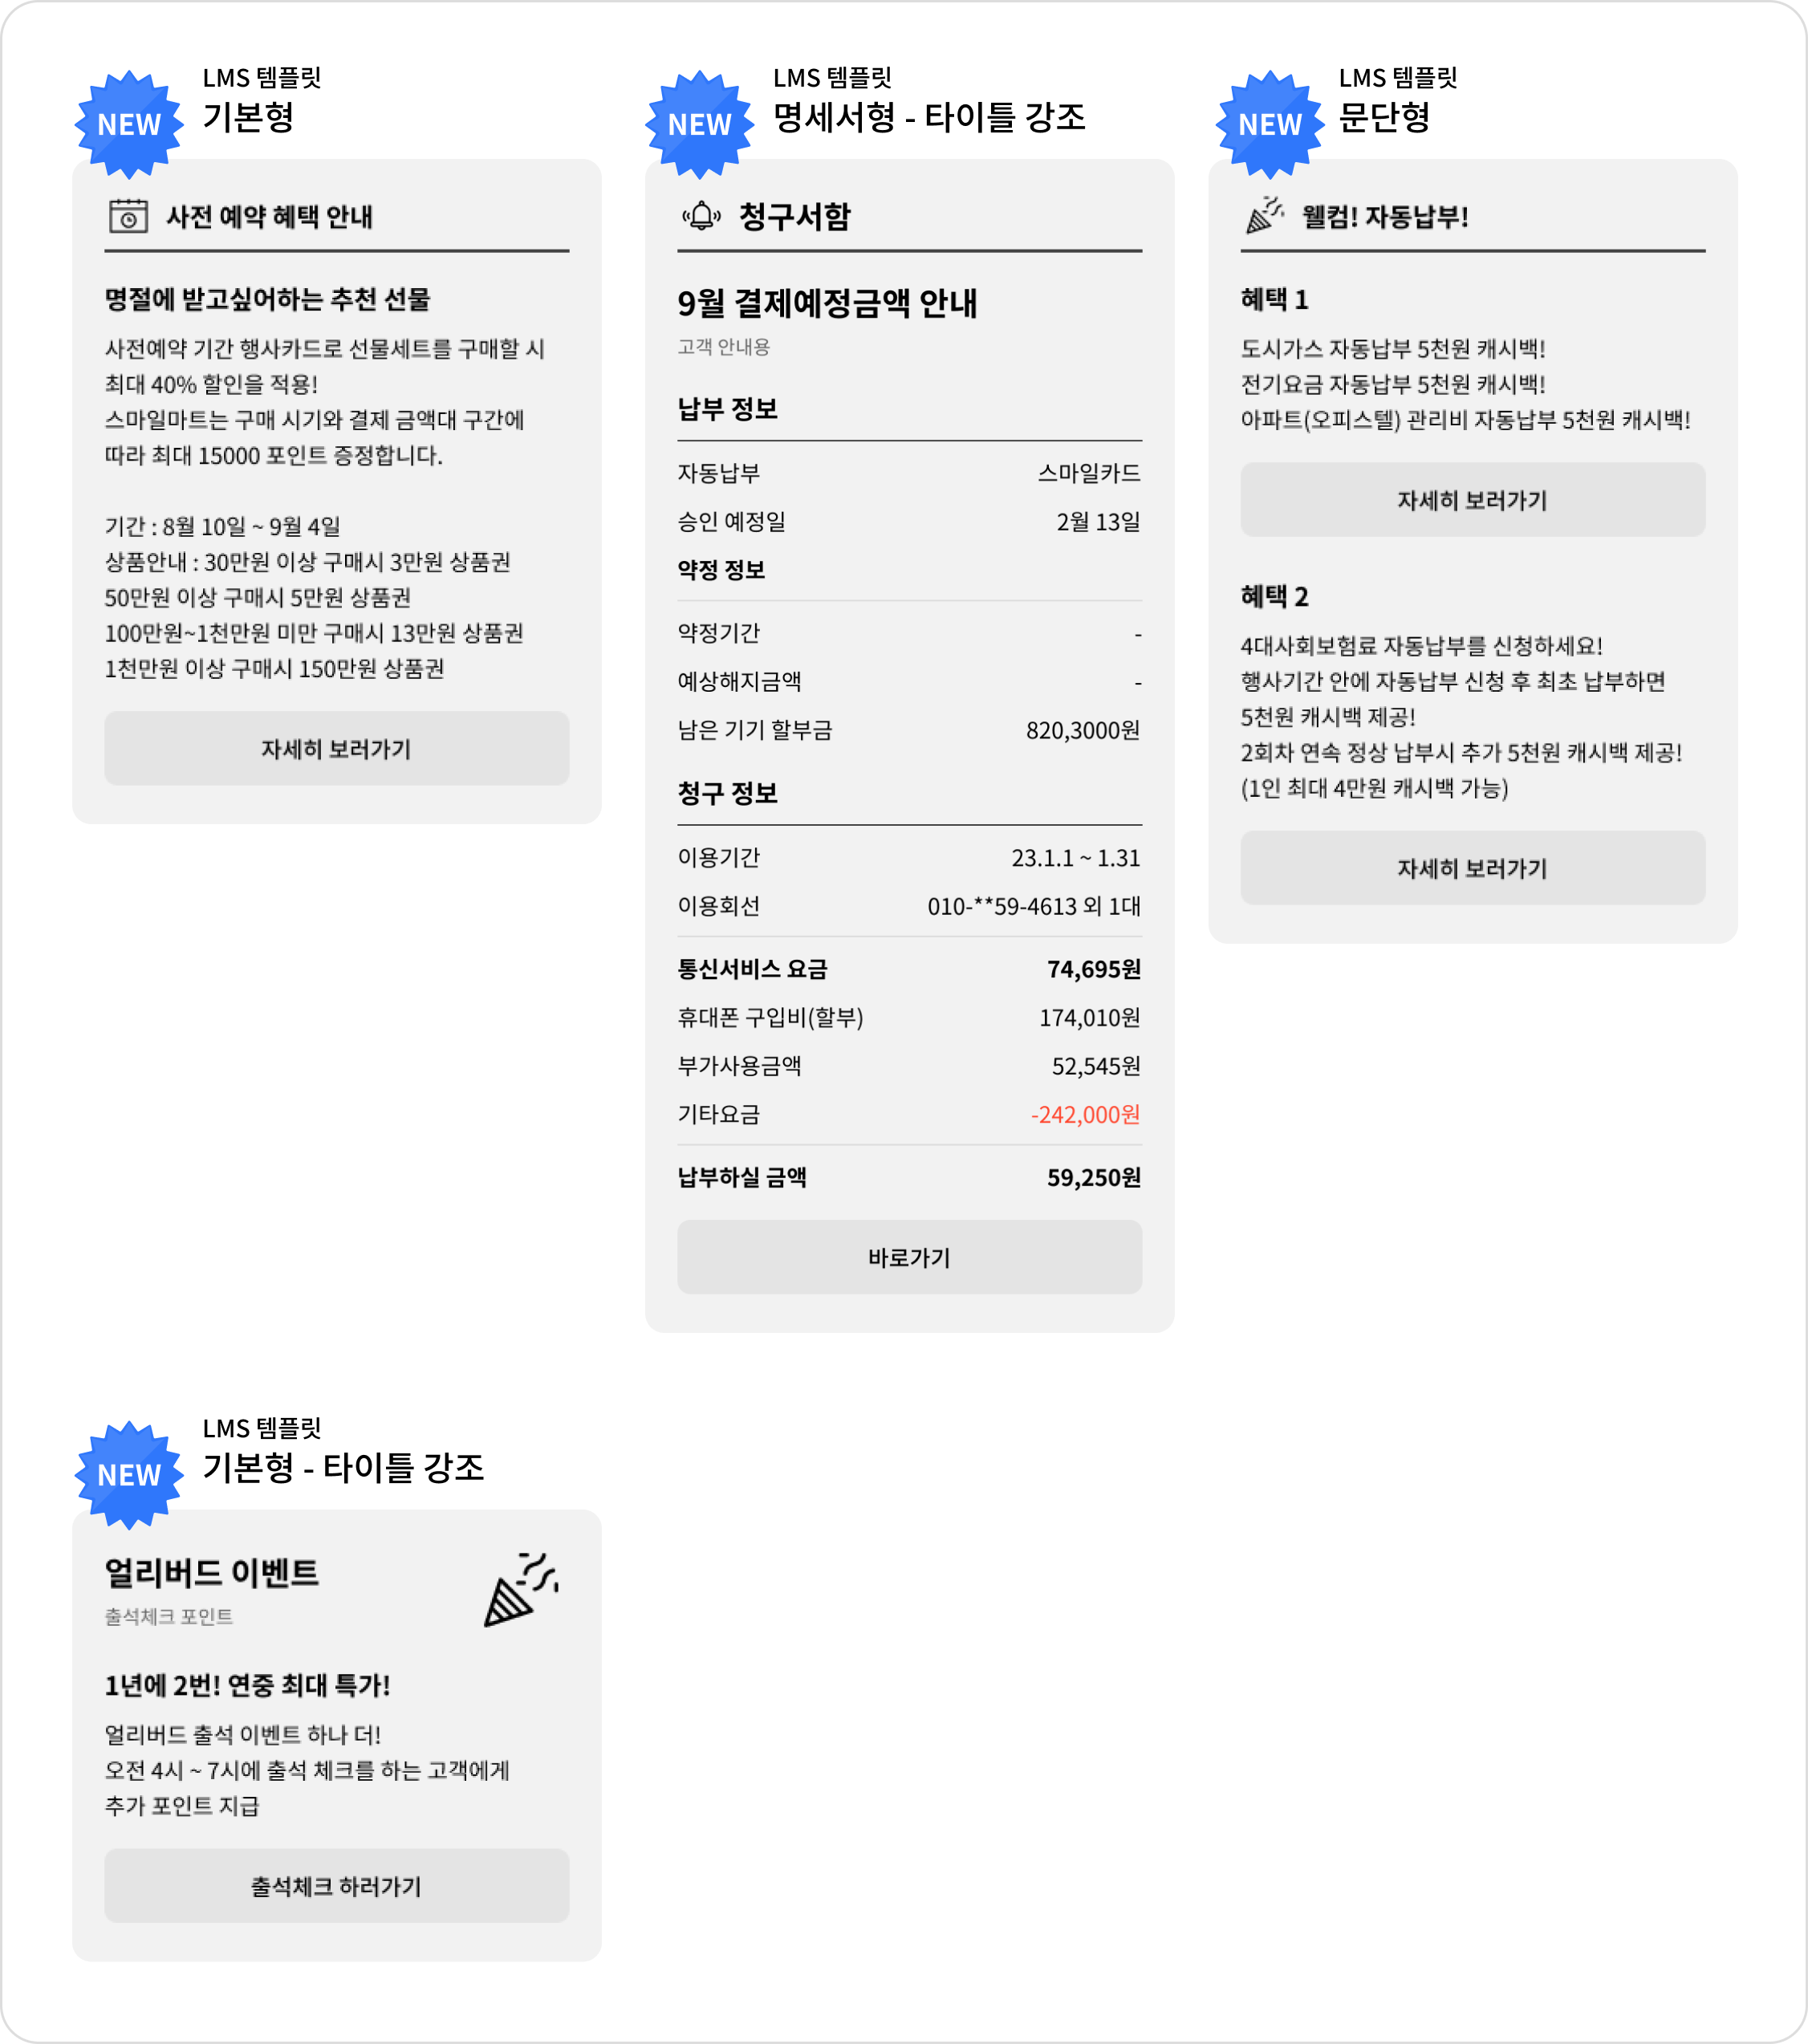 NEW
LMS 템플릿
기본형
사전 예약 혜택 안내
명절에 받고싶어하는 추천 선물
사전예약 기간 행사카드로 선물세트를 구매할 시
최대 40% 할인을 적용!
스마일마트는 구매 시기와 결제 금액대 구간에
따라 최대 15000 포인트 증정합니다.
기간 : 8월 10일 ~ 9월 4일
상품안내 : 30만원 이상 구매시 3만원 상품권
50만원 이상 구매시 5만원 상품권
100만원~1천만원 미만 구매시 13만원 상품권
1천만원 이상 구매시 150만원 상품권
자세히 보러가기
NEW
LMS 템플릿
명세서형 - 타이틀 강조
청구서함
9월 결제예정금액 안내
고객 안내용
납부 정보
자동납부 스마일카드
승인 예정일 2월 13일
약정 정보
약정기간 -
예상해지금액 -
남은 기기 할부금 820,3000원
청구 정보
이용기간 23.1.1 ~ 1.31
이용회선 010-**59-4613 외 1대
통신서비스 요금 74,695원
휴대폰 구입비(할부) 174,010원
부가사용금액 52,545원
기타요금 -242,000원
납부하실 금액 59,250원
바로가기
NEW
LMS 템플릿
문단형
웰컴! 자동납부!
혜택 1
도시가스 자동납부 5천원 캐시백!
전기요금 자동납부 5천원 캐시백!
아파트(오피스텔) 관리비 자동납부 5천원 캐시백!
자세히 보러가기
혜택 2
4대사회보험료 자동납부를 신청하세요!
행사기간 안에 자동납부 신청 후 최초 납부하면
5천원 캐시백 제공!
2회차 연속 정상 납부시 추가 5천원 캐시백 제공!
(1인 최대 4만원 캐시백 가능)
자세히 보러가기
NEW
LMS 템플릿
기본형 - 타이틀 강조
얼리버드 이벤트
출석체크 포인트
1년에 2번! 연중 최대 특가!
얼리버드 출석 이벤트 하나 더!
오전 4시 ~ 7시에 출석 체크를 하는 고객에게
추가 포인트 지급
출석체크 하러가기